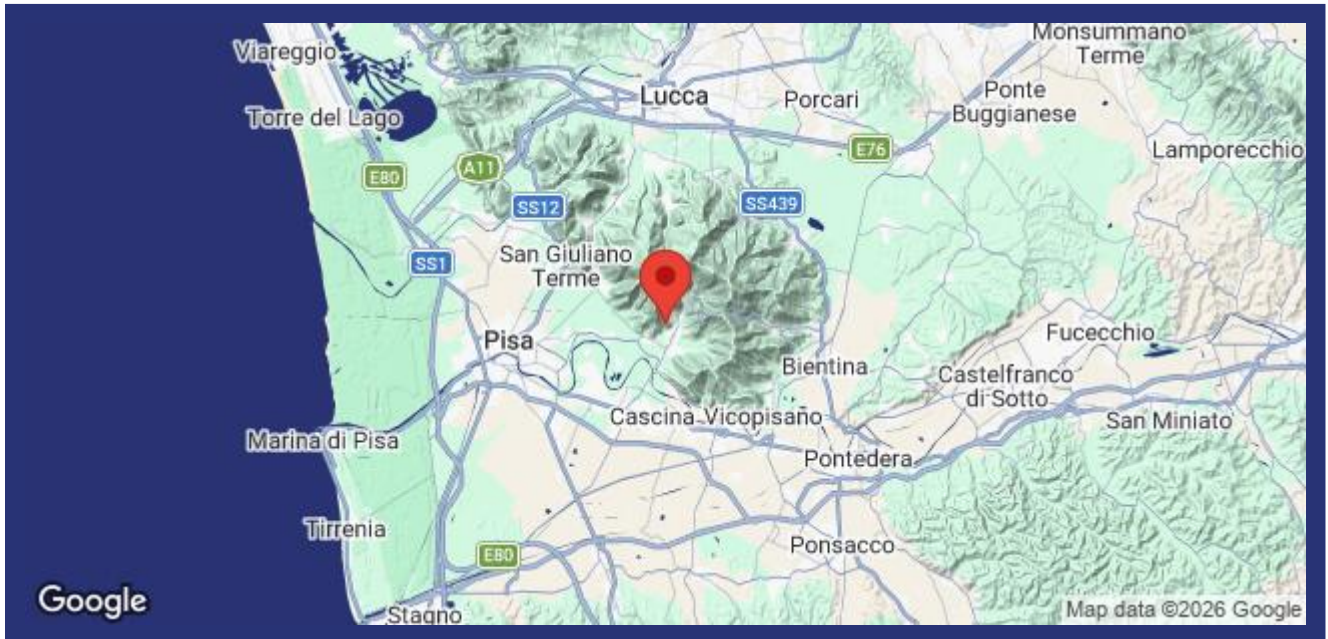 Viareggio
Monsummano
Terme
Lucca
Porcari
Ponte
Buggianese
Torre del Lago
E76
Lamporecchio
A11
E80
SS12
SS439
San Giuliano
Terme
SS1
Pisa
Fucecchio
Bientina
Castelfranco
di Sotto
Cascina
Vicopisano
San Miniato
Marina di Pisa
Pontedera
Tirrenia
E80
Ponsacco
Google
Stagno
Map data ©2026 Google